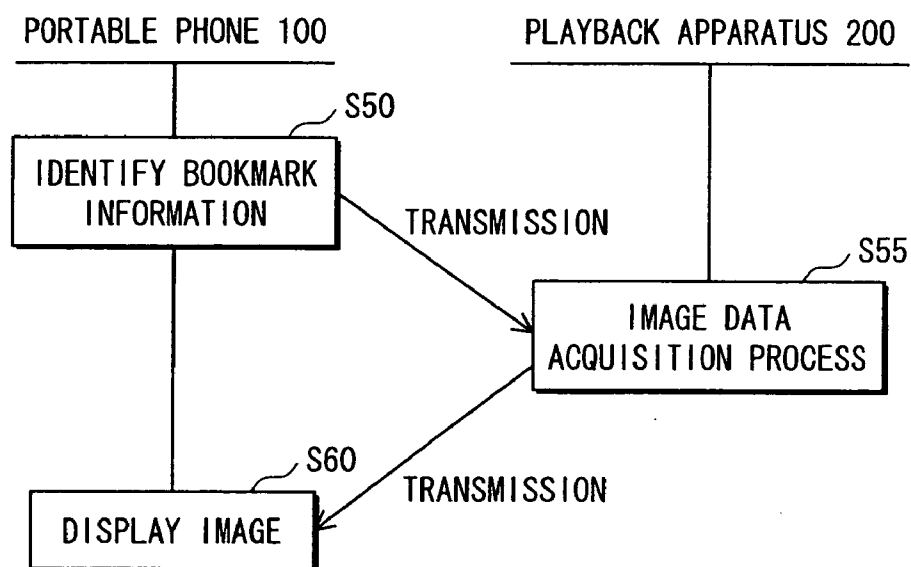 PORTABLE PHONE 100
PLAYBACK APPARATUS 200
S50
IDENTIFY BOOKMARK
INFORMATION
TRANSMISSION
S55
IMAGE DATA
ACQUISITION PROCESS
S60
TRANSMISSION
DISPLAY IMAGE